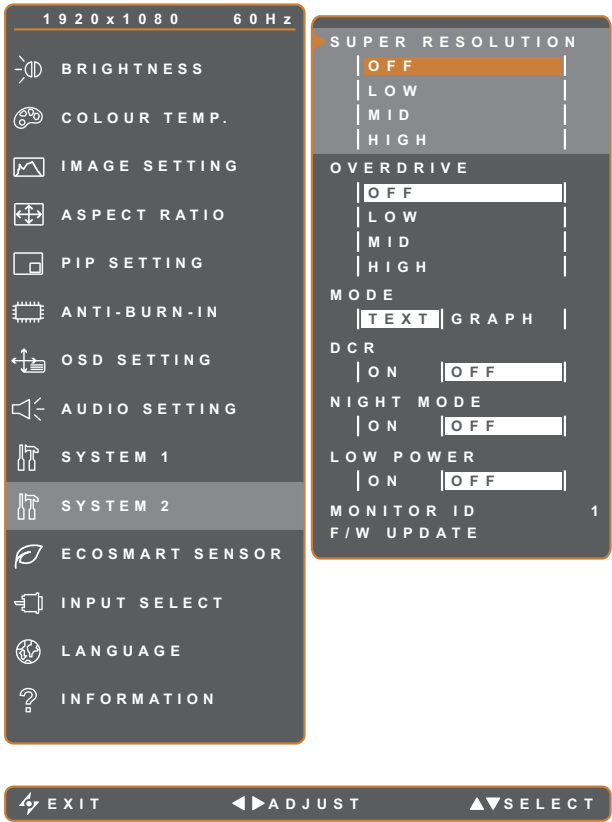 1920x1080 60Hz
BRIGHTNESS
COLOUR TEMP.
IMAGE SETTING
ASPECT RATIO
PIP SETTING
ANTI-BURN-IN
OSD SETTING
AUDIO SETTING
SYSTEM 1
SYSTEM 2
ECOSMART SENSOR
INPUT SELECT
LANGUAGE
INFORMATION
SUPER RESOLUTION
OFF
LOW
MID
HIGH
OVERDRIVE
OFF
LOW
MID
HIGH
MODE
TEXT GRAPH
DCR
ON OFF
NIGHT MODE
ON OFF
LOW POWER
ON OFF
MONITOR ID 1
F/W UPDATE
EXIT ADJUST SELECT